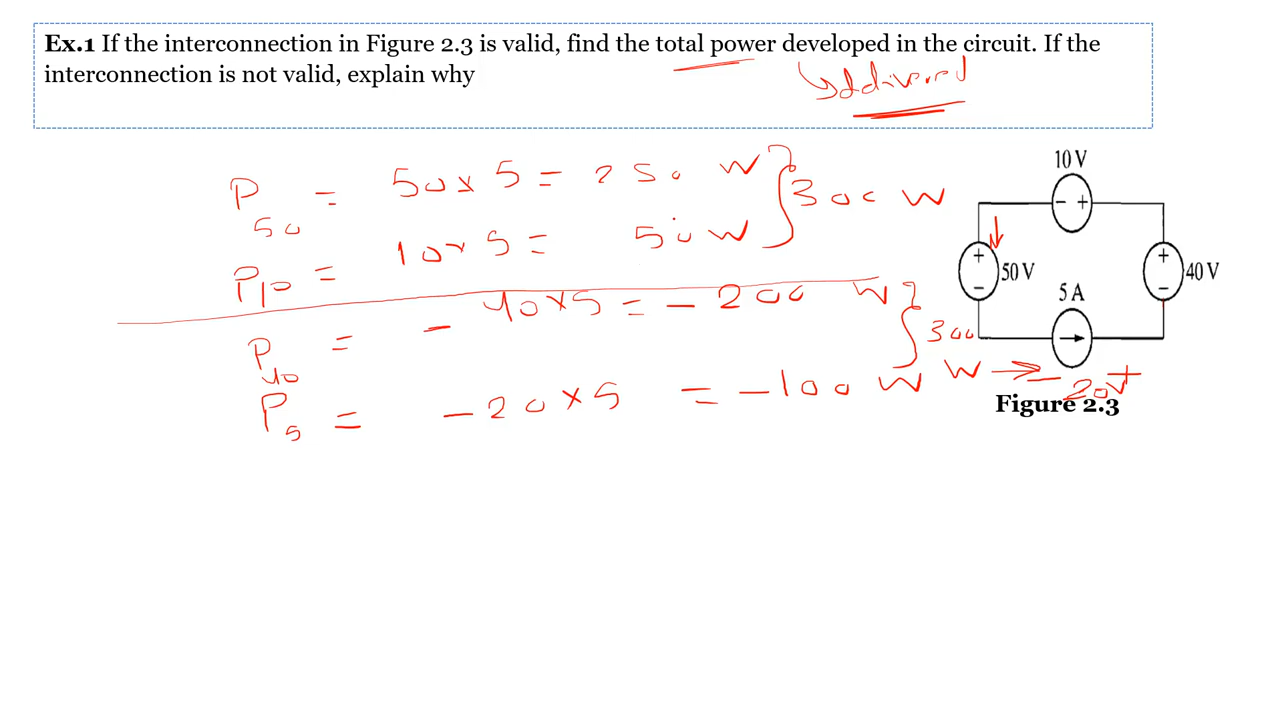 Ex.1 If the interconnection in Figure 2.3 is valid, find the total power developed in the circuit. If the
interconnection is not valid, explain why
P50 = 50 x 5 = 250 W
P10 = 10 x 5 = 50 W
} 300 W
P40 = - 40 x 5 = - 200 W
P5 = - 20 x 5 = - 100 W
} 300 W →
10 V
- +
+
-
50 V
+
-
40 V
5 A
- 20V +
Figure 2.3